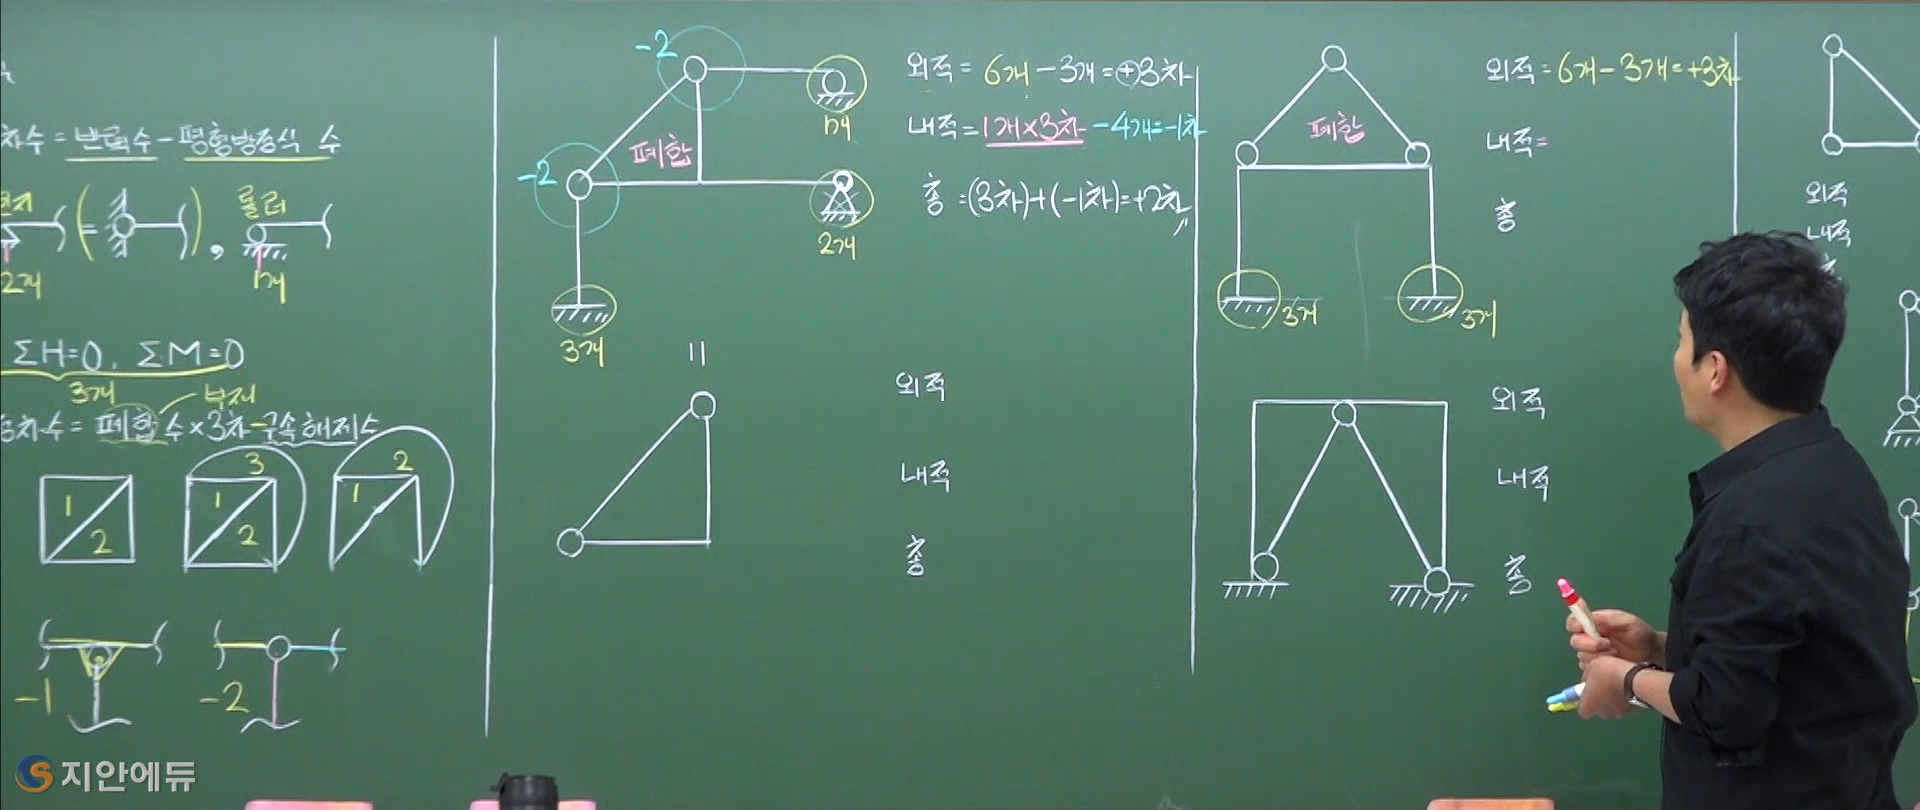 차수 = 반력수 - 평형방정식 수
롤러
2개
1개
ΣH=0, ΣM=0
3개
부재
차수 = 폐합 수 × 3차 - 구속해제수
1
2
3
1
2
2
1
-1
-2
-2
-2
폐합
1개
2개
3개
외적 = 6개 - 3개 = +3차
내적 = 1개×3차 - 4개 = -1차
총 = (3차)+(-1차) = +2차
외적
내적
총
폐합
3개
3개
외적 = 6개 - 3개 = +3차
내적 =
총
외적
내적
총
외적
내적
지안에듀